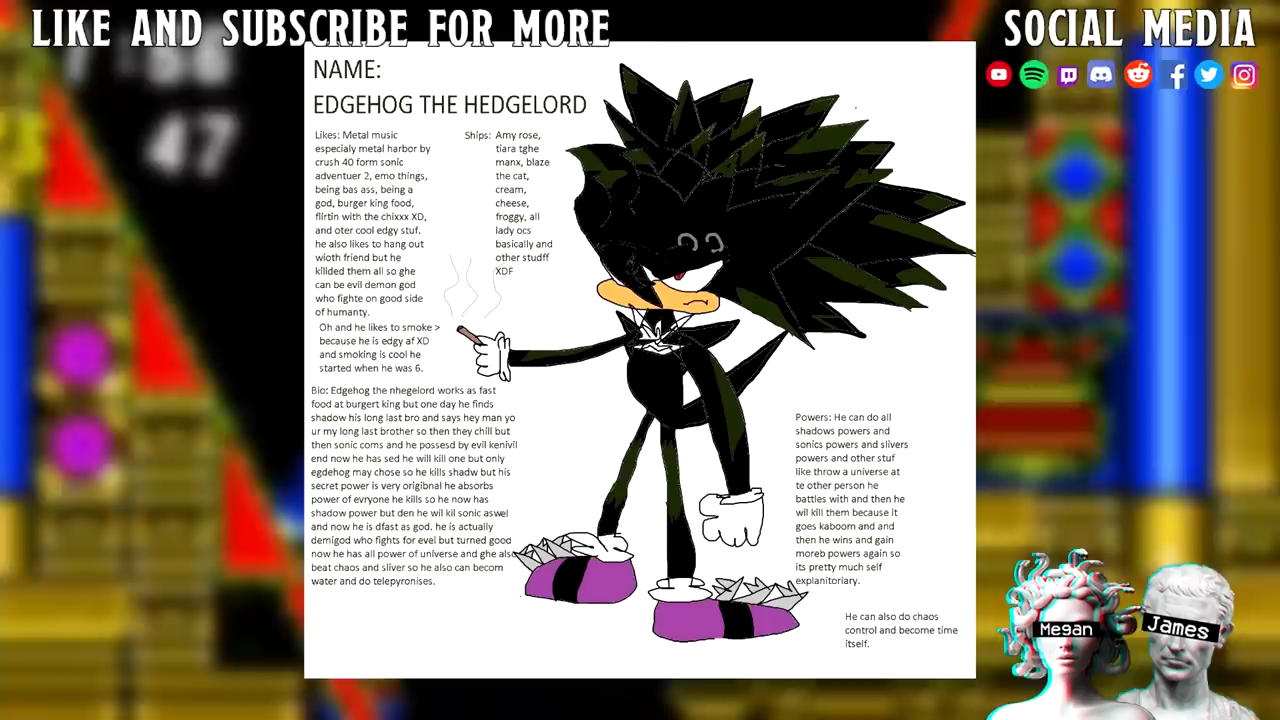 LIKE AND SUBSCRIBE FOR MORE
SOCIAL MEDIA
47
NAME:
EDGEHOG THE HEDGELORD
Likes: Metal music
especialy metal harbor by
crush 40 form sonic
adventuer 2, emo things,
being bas ass, being a
god, burger king food,
flirtin with the chixxx XD,
and oter cool edgy stuf.
he also likes to hang out
wioth friend but he
killded them all so ghe
can be evil demon god
who fighte on good side
of humanty.
Oh and he likes to smoke >
because he is edgy af XD
and smoking is cool he
started when he was 6.
Ships: Amy rose,
tiara tghe
manx, blaze
the cat,
cream,
cheese,
froggy, all
lady ocs
basically and
other studff
XDF
Bio: Edgehog the nhegelord works as fast
food at burgert king but one day he finds
shadow his long last bro and says hey man yo
ur my long last brother so then they chill but
then sonic coms and he possesd by evil kenivil
end now he has sed he will kill one but only
egdehog may chose so he kills shadw but his
secret power is very origibnal he absorbs
power of evryone he kills so he now has
shadow power but den he wil kil sonic aswel
and now he is dfast as god. he is actually
demigod who fights for evel but turned good
now he has all power of universe and ghe als
beat chaos and sliver so he also can becom
water and do telepyronises.
Powers: He can do all
shadows powers and
sonics powers and slivers
powers and other stuf
like throw a universe at
te other person he
battles with and then he
wil kill them because it
goes kaboom and and
then he wins and gain
moreb powers again so
its pretty much self
explanitoriary.
He can also do chaos
control and become time
itself.
Megan
James